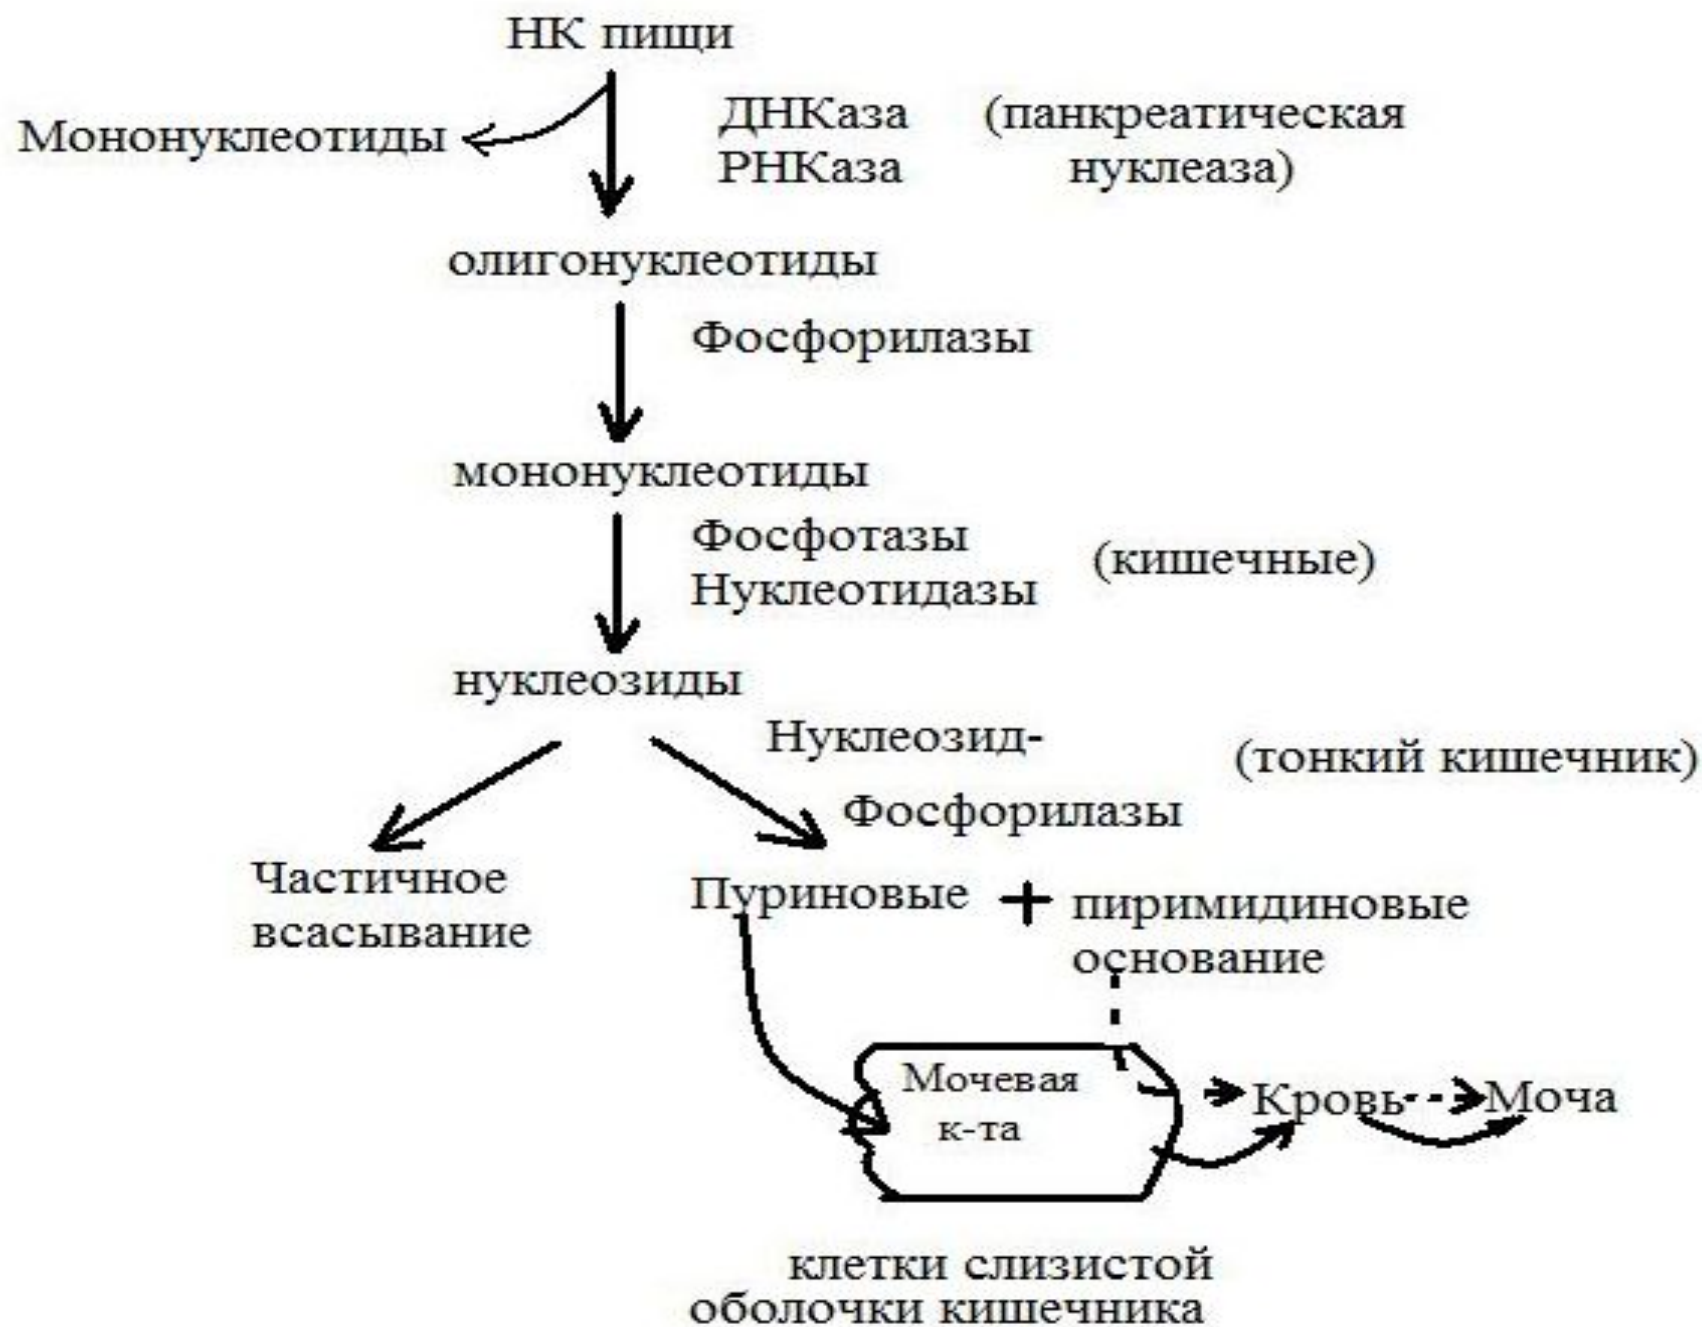 НК пищи
Мононуклеотиды
ДНКаза (панкреатическая
РНКаза нуклеаза)
олигонуклеотиды
Фосфорилазы
мононуклеотиды
Фосфотазы
Нуклеотидазы
(кишечные)
нуклеозиды
Нуклеозид-
Фосфорилазы
(тонкий кишечник)
Частичное
всасывание
Пуриновые + пиримидиновые
основание
Мочевая
к-та
Кровь Моча
клетки слизистой
оболочки кишечника